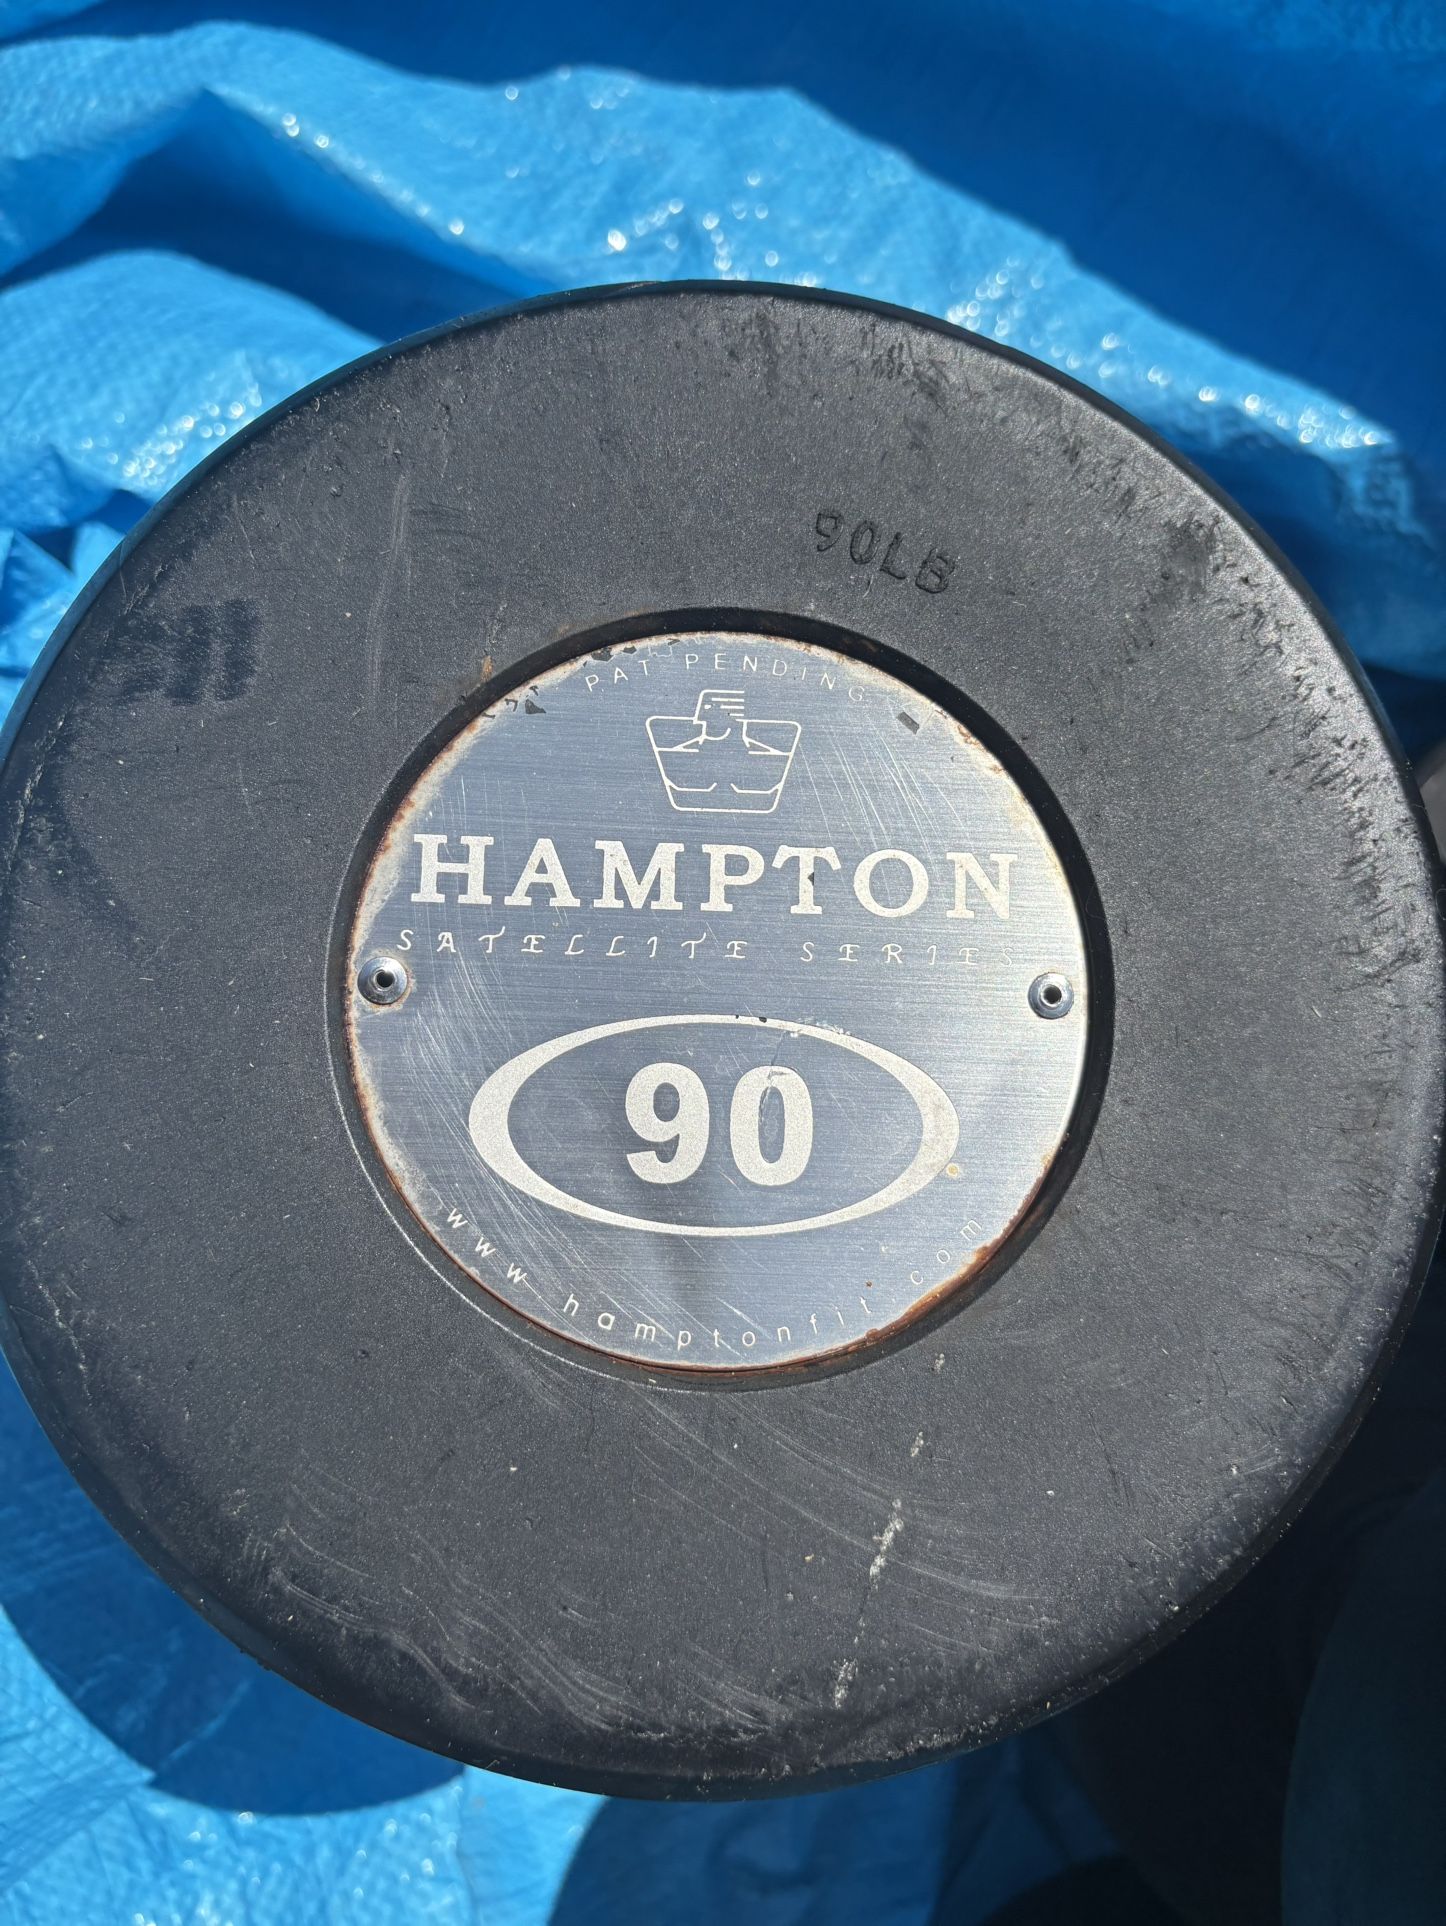 90LB
PAT PENDING
HAMPTON
SATELLITE SERIES
90
www.hamptonfit.com